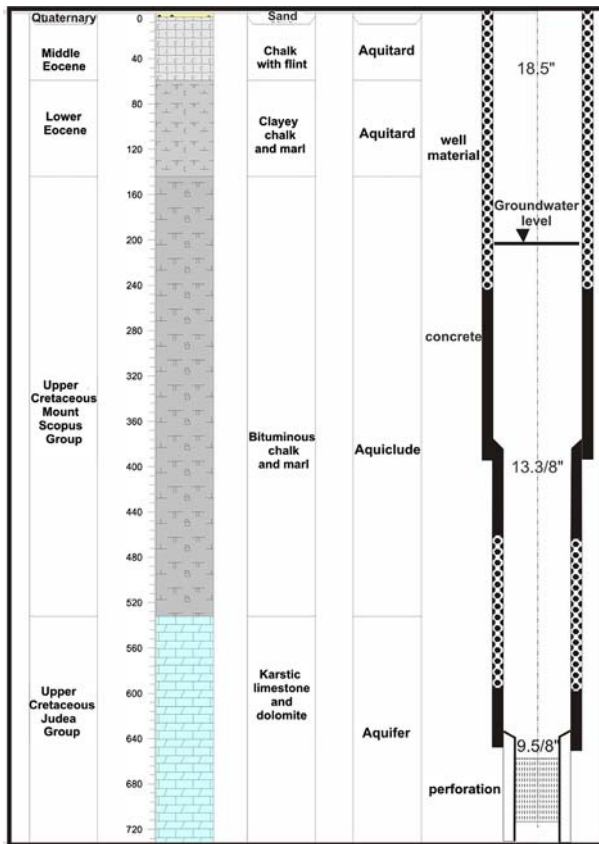 Quaternary
Middle
Eocene
Lower
Eocene
Upper
Cretaceous
Mount
Scopus
Group
Upper
Cretaceous
Judea
Group
0
40
80
120
160
200
240
280
320
360
400
440
480
520
560
600
640
680
720
Sand
Chalk
with flint
Clayey
chalk
and marl
Bituminous
chalk
and marl
Karstic
limestone
and
dolomite
Aquitard
Aquitard
Aquiclude
Aquifer
well
material
concrete
perforation
18.5"
Groundwater
level
13.3/8"
9.5/8"